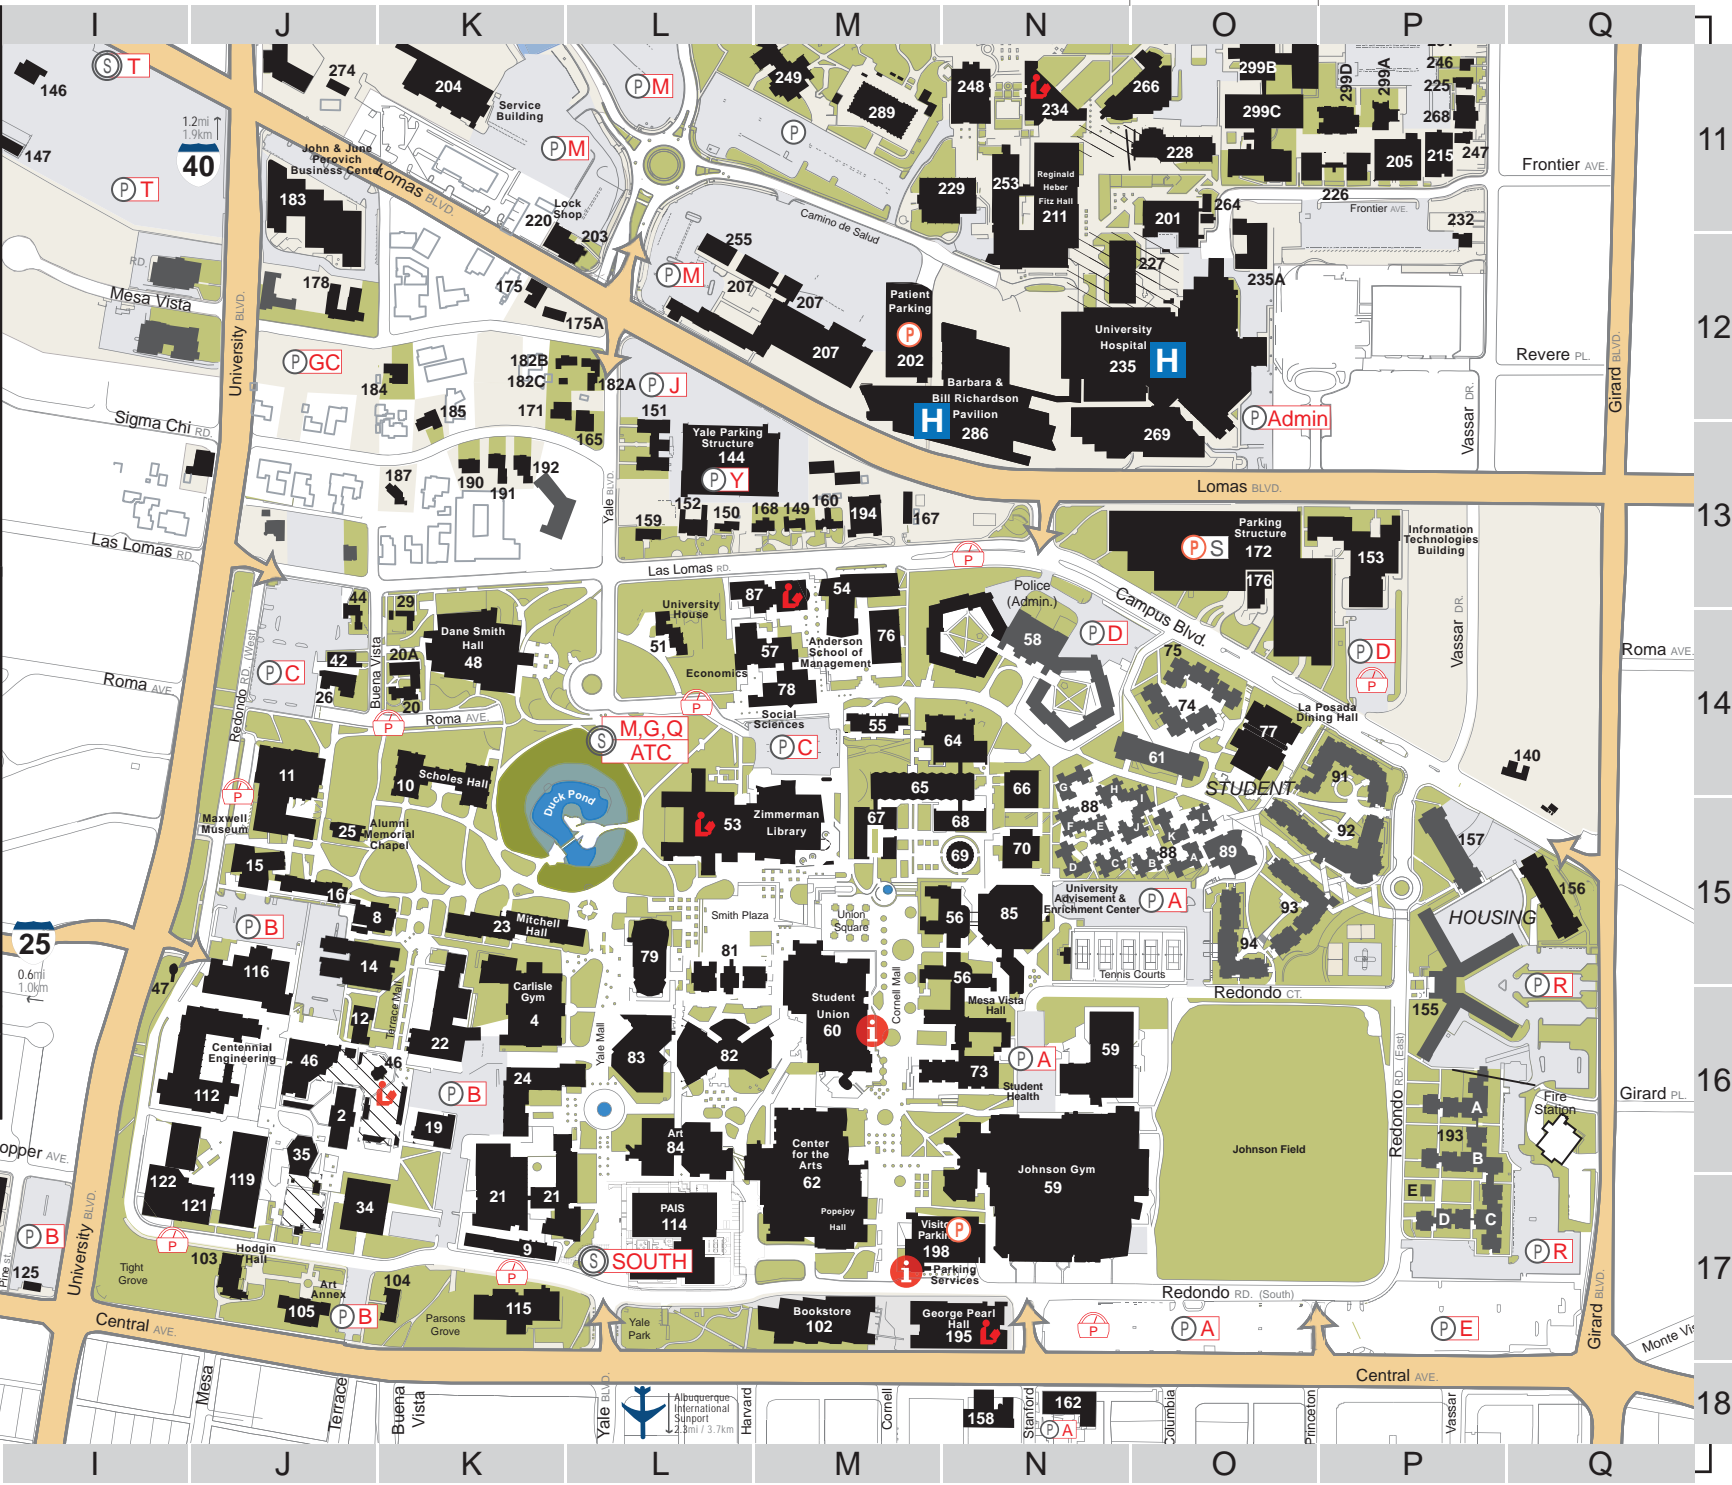 I J K L M N O P Q
11
12
13
14
15
16
17
18
146
S T
274
204
Service
Building
P M
249
289
248
234
266
299B
299D
299A
246
225
268
299C
1.2mi
1.9km
40
147
P T
John & June
Perovich
Business Center
Lomas BLVD.
P M
P
228
205
215
247
Frontier AVE.
183
220
Lock
Shop
203
229
253
Reginald
Heber
Fitz Hall
211
201
264
226
Frontier AVE.
232
Camino de Salud
255
P M
207
207
207
227
235A
RD.
Mesa Vista
178
175
175A
Patient
Parking
P
202
University
Hospital
235
H
University BLVD.
P GC
184
185
182B
182C
182A
171
165
P J
151
Barbara &
Bill Richardson
Pavilion
286
H
269
P Admin
Revere PL.
Girard BLVD.
Vassar DR.
Sigma Chi RD.
Yale Parking
Structure
144
P Y
187
190
191
192
Yale BLVD.
152
150
168
149
160
194
167
159
Lomas BLVD.
Las Lomas RD.
Las Lomas RD.
P
Parking
Structure
172
P S
176
153
Information
Technologies
Building
Police
(Admin.)
Campus Blvd.
44
29
Dane Smith
Hall
48
University
House
51
87
54
57
76
Anderson
School of
Management
Economics
78
58
P D
P D
P
Vassar DR.
Roma AVE.
Redondo RD. (West)
P C
42
26
Buena Vista
20A
20
Roma AVE.
Roma AVE.
P
P
Social
Sciences
P C
55
64
75
74
77
La Posada
Dining Hall
61
S
M,G,Q
ATC
11
10
Scholes Hall
Duck Pond
P
Maxwell
Museum
25
Alumni
Memorial
Chapel
53
Zimmerman
Library
65
66
67
68
69
70
88
G H I
F E J
D C B A
K L
88
89
STUDENT
91
92
93
94
140
157
156
HOUSING
15
16
8
23
Mitchell
Hall
P B
Smith Plaza
Union
Square
56
85
University
Advisement &
Enrichment Center
P A
Tennis Courts
25
0.6mi
1.0km
47
116
14
Terrace Mall
12
Carlisle
Gym
4
79
81
Student
Union
60
i
Cornell Mall
56
Mesa Vista
Hall
Redondo CT.
155
P R
Centennial
Engineering
112
46
46
22
24
Yale Mall
83
82
73
P A
Student
Health
59
2
P B
19
Johnson Field
Redondo RD. (East)
A
193
B
E
D
C
Fire
Station
Girard PL.
opper AVE.
122
121
119
35
34
21
21
9
Art
84
PAIS
114
Center
for the
Arts
62
Popejoy
Hall
Johnson Gym
59
P B
125
Pine St.
University BLVD.
P
103
Hodgin
Hall
Tight
Grove
105
Art
Annex
P B
104
Parsons
Grove
P
115
S SOUTH
Yale
Park
198
P
i
Parking
Services
Bookstore
102
George Pearl
Hall
195
Redondo RD. (South)
P
P A
P E
P R
Girard BLVD.
Central AVE.
Central AVE.
Mesa
Terrace
Buena
Vista
Yale BLVD.
Albuquerque
International
Sunport
2.3mi / 3.7km
Harvard
Cornell
158
Stanford
162
P A
Columbia
Princeton
Vassar
I J K L M N O P Q